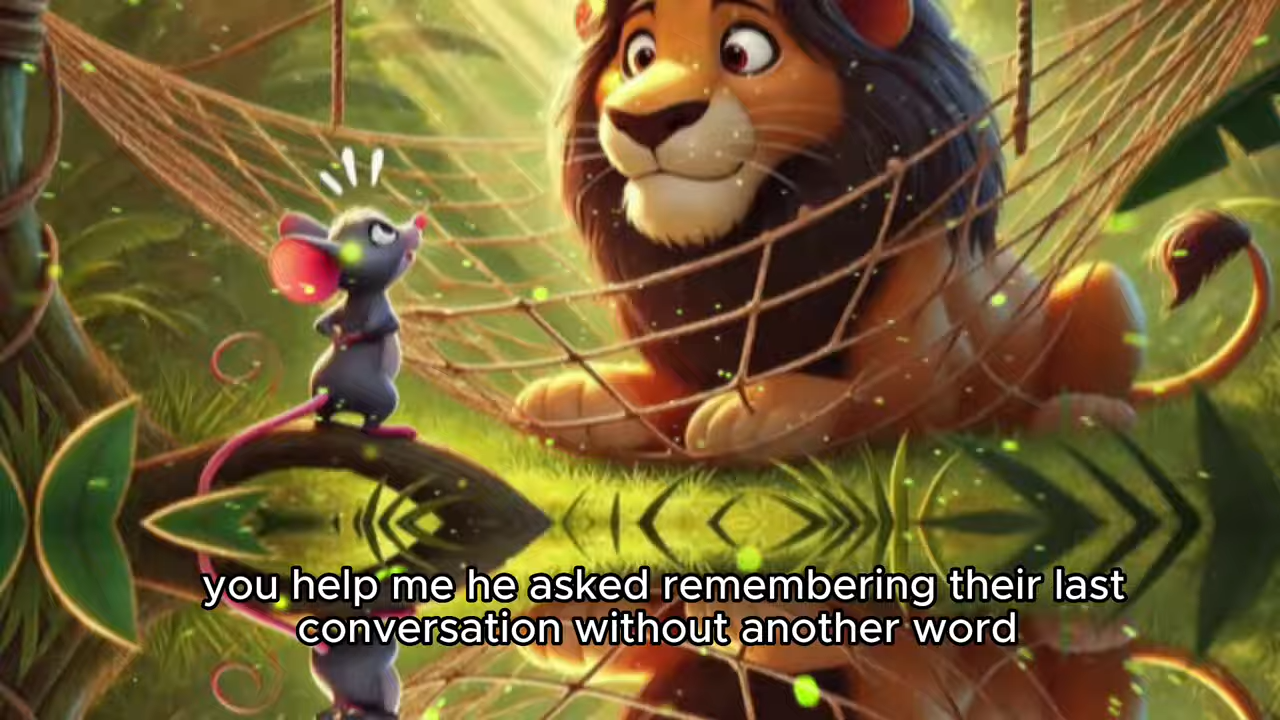 you help me he asked remembering their last
conversation without another word